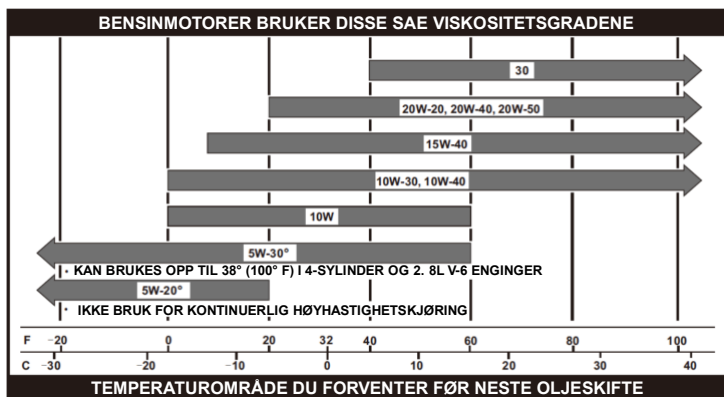 BENSINMOTORER BRUKER DISSE SAE VISKOSITETSGRADENE
30
20W-20, 20W-40, 20W-50
15W-40
10W-30, 10W-40
10W
5W-30°
· KAN BRUKES OPP TIL 38° (100° F) I 4-SYLINDER OG 2. 8L V-6 ENGINGER
5W-20°
· IKKE BRUK FOR KONTINUERLIG HØYHASTIGHETSKJØRING
F -20 0 20 32 40 60 80 100
C -30 -20 -10 0 10 20 30 40
TEMPERATUROMRÅDE DU FORVENTER FØR NESTE OLJESKIFTE